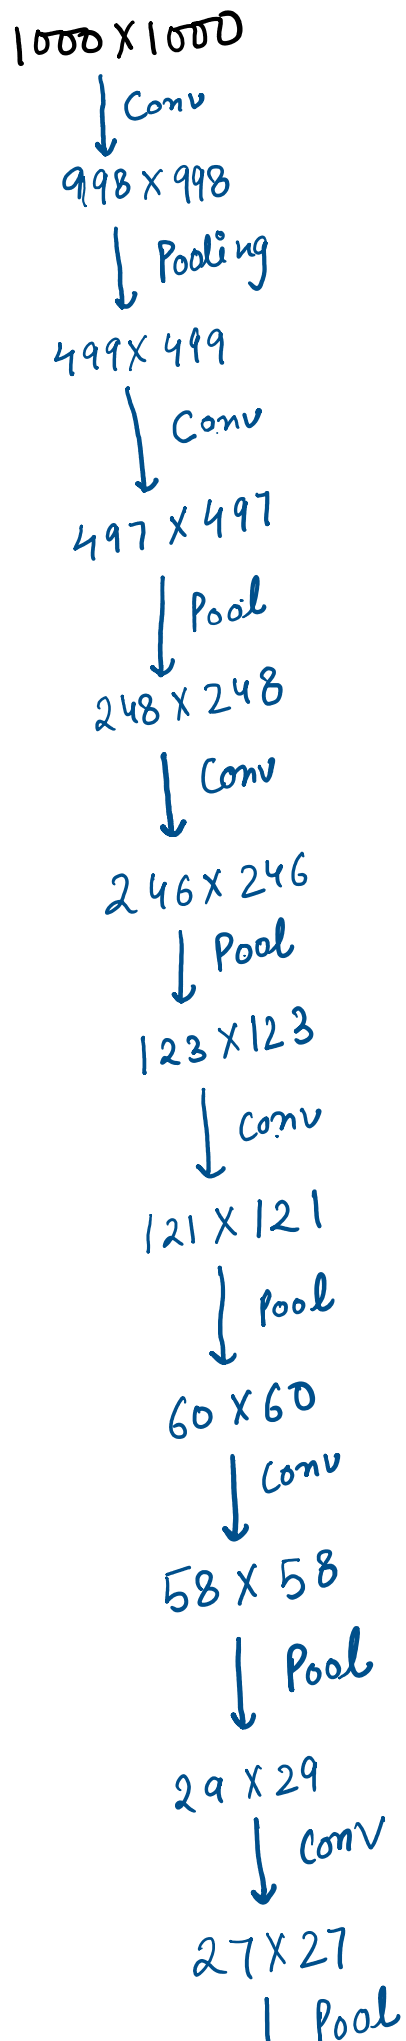 1000 X 1000
Conv
998 X 998
Pooling
499 X 499
Conv
497 X 497
Pool
248 X 248
Conv
246 X 246
Pool
123 X 123
Conv
121 X 121
Pool
60 X 60
Conv
58 X 58
Pool
29 X 29
Conv
27 X 27
Pool